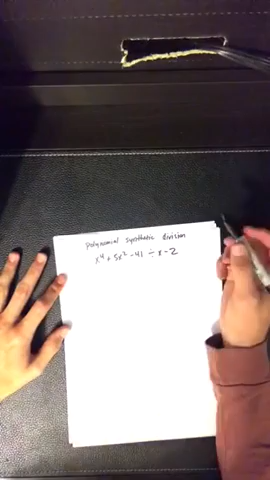 polynomial synthetic division
x⁴ + 5x² - 41 ÷ x - 2